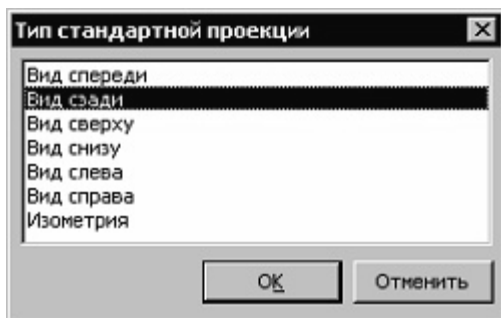 Тип стандартной проекции
Вид спереди
Вид сзади
Вид сверху
Вид снизу
Вид слева
Вид справа
Изометрия
OK Отменить